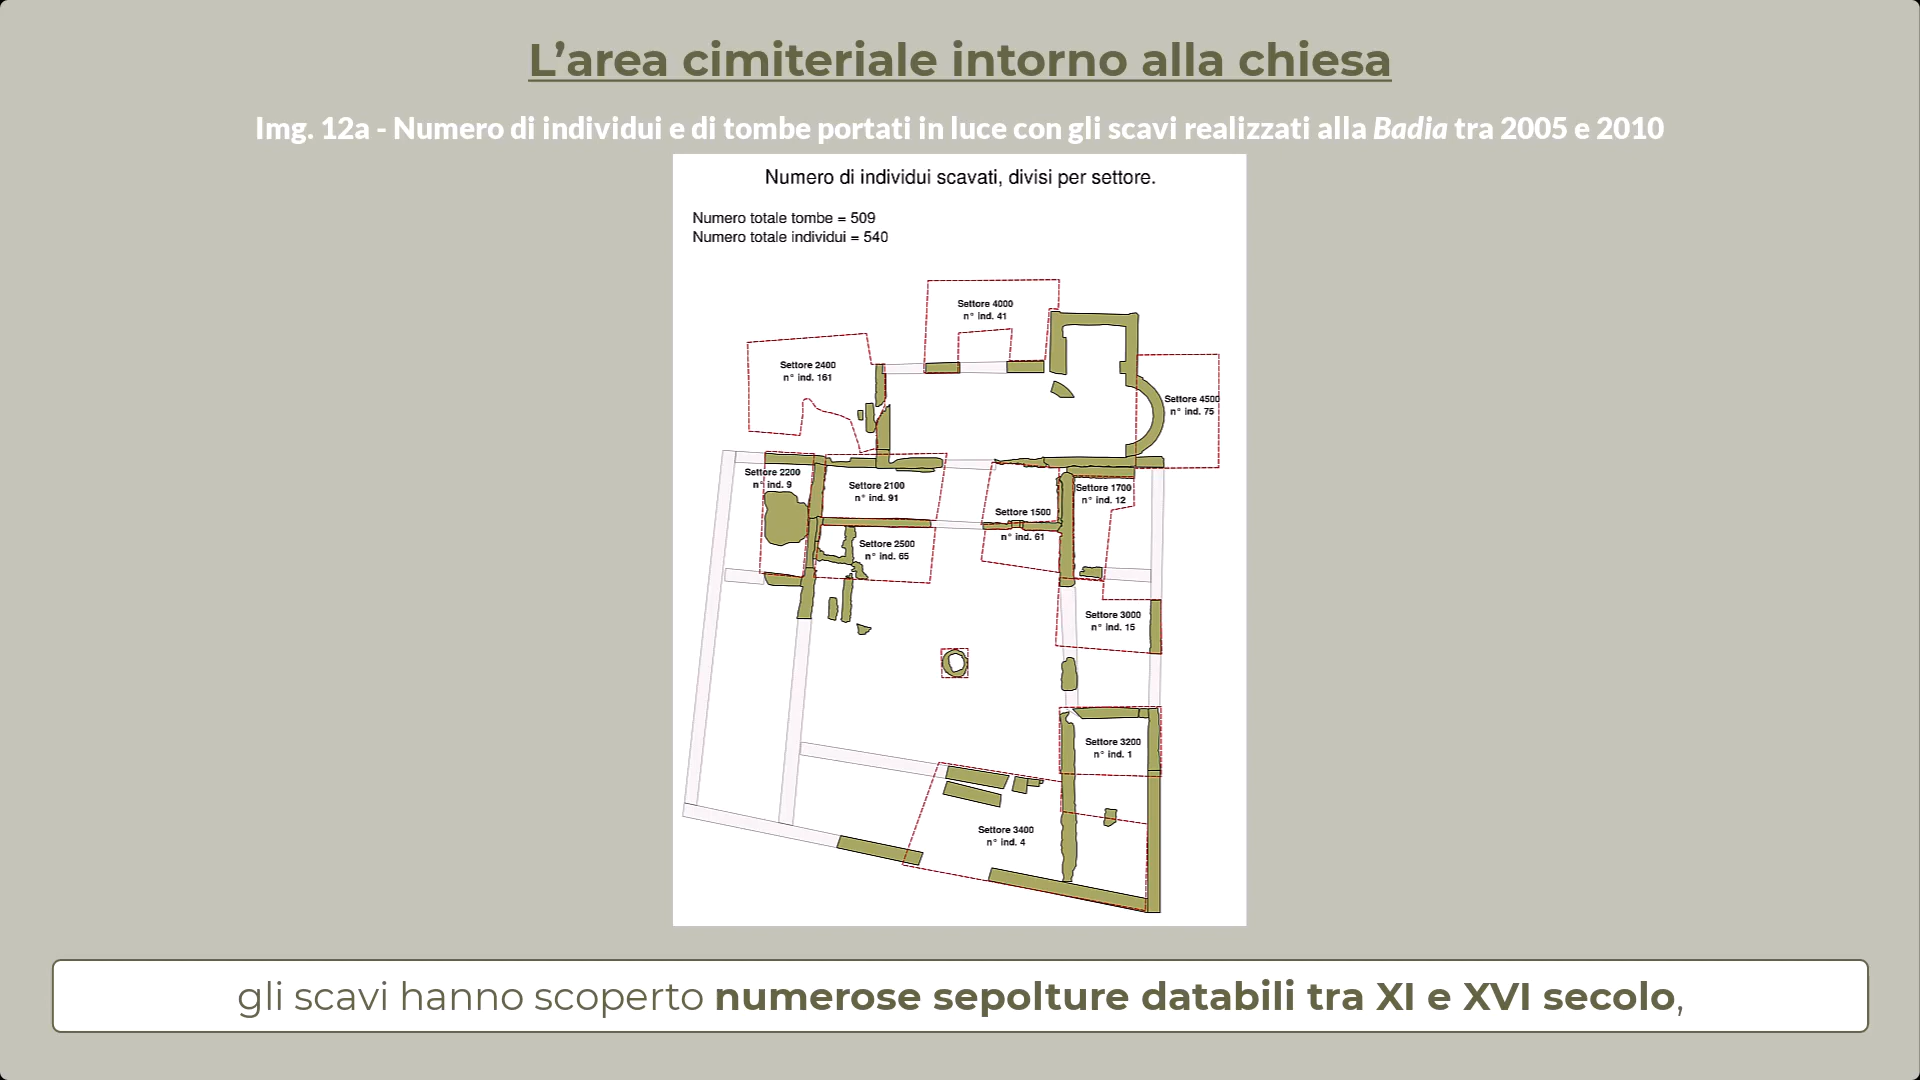 L’area cimiteriale intorno alla chiesa
Img. 12a - Numero di individui e di tombe portati in luce con gli scavi realizzati alla Badia tra 2005 e 2010
Numero di individui scavati, divisi per settore.
Numero totale tombe = 509
Numero totale individui = 540
Settore 4000
n° ind. 41
Settore 2400
n° ind. 161
Settore 4500
n° ind. 75
Settore 2200
n° ind. 9
Settore 2100
n° ind. 91
Settore 1700
n° ind. 12
Settore 1500
n° ind. 61
Settore 2500
n° ind. 65
Settore 3000
n° ind. 15
Settore 3200
n° ind. 1
Settore 3400
n° ind. 4
gli scavi hanno scoperto numerose sepolture databili tra XI e XVI secolo,